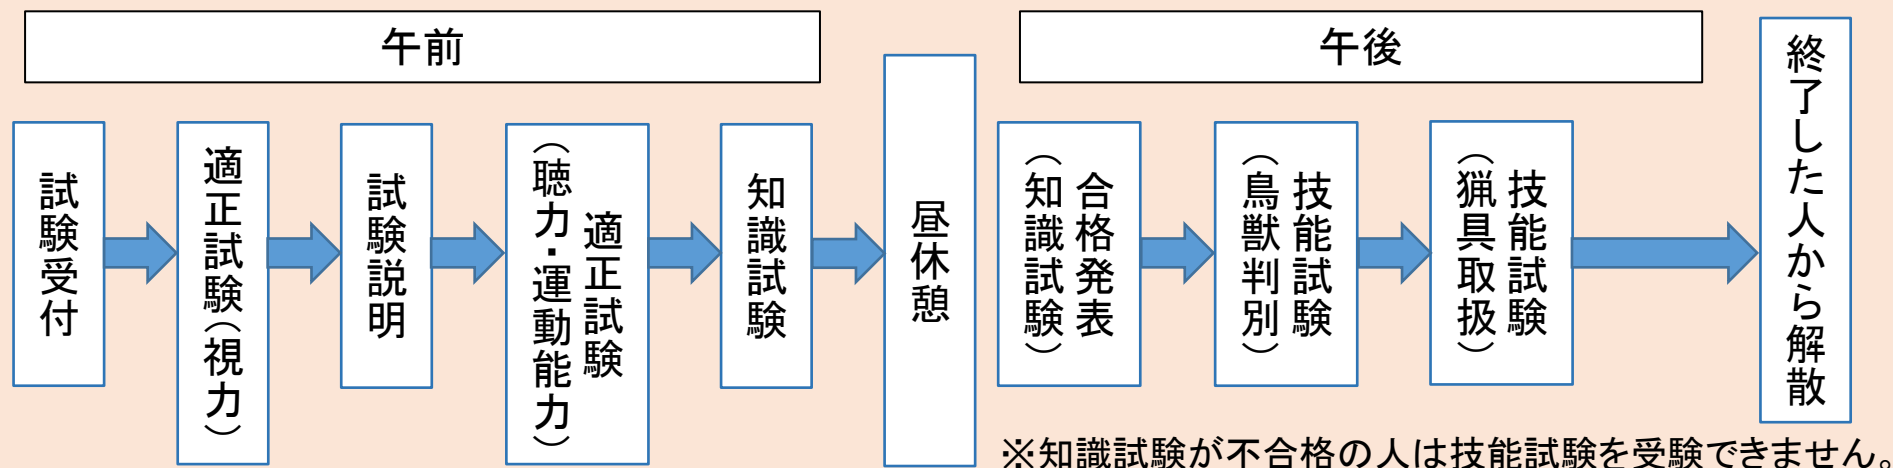 午前
試験受付
適正試験(視力)
試験説明
適正試験
(聴力・運動能力)
知識試験
昼休憩
午後
合格発表
(知識試験)
技能試験
(鳥獣判別)
技能試験
(猟具取扱)
終了した人から解散
※知識試験が不合格の人は技能試験を受験できません。